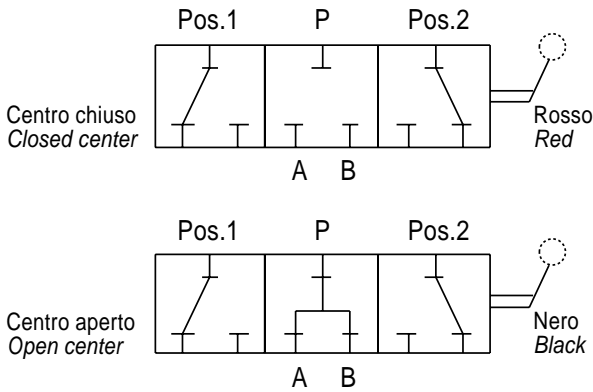 Pos.1 P Pos.2
Centro chiuso
Closed center
Rosso
Red
A B
Pos.1 P Pos.2
Centro aperto
Open center
Nero
Black
A B